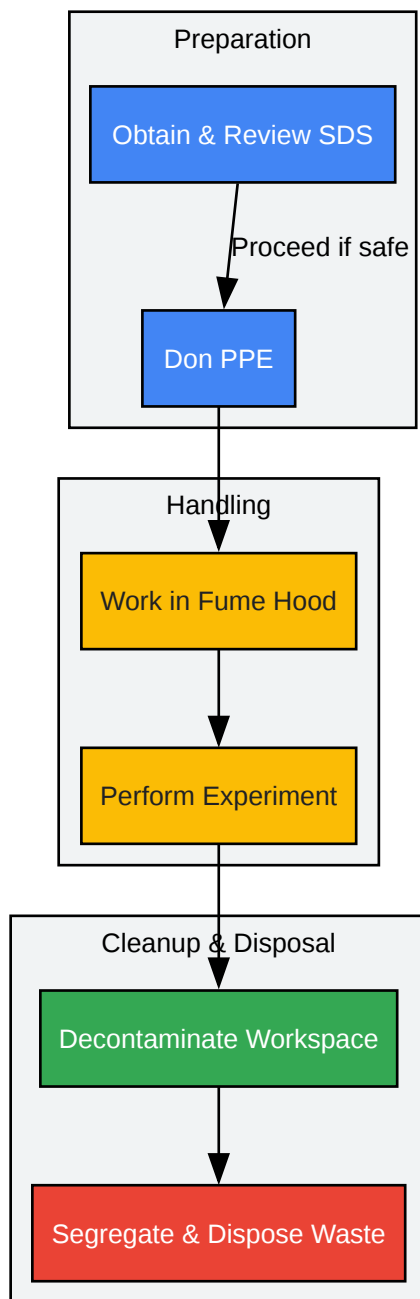 Preparation
Obtain & Review SDS
Proceed if safe
Don PPE
Handling
Work in Fume Hood
Perform Experiment
Cleanup & Disposal
Decontaminate Workspace
Segregate & Dispose Waste